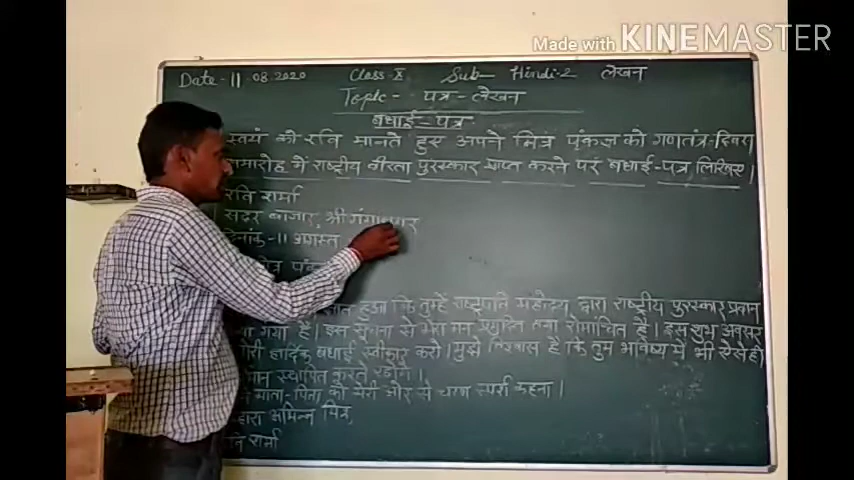 Made with KINEMASTER
Date - 11.08.2020 Class - X Sub - Hindi-2 लेखन
Topic - पत्र - लेखन
बधाई - पत्र
स्वयं को रवि मानते हुए अपने मित्र पंकज को गणतंत्र-दिवस
समारोह में राष्ट्रीय वीरता पुरस्कार प्राप्त करने पर बधाई - पत्र लिखिए।
रवि शर्मा
सदर बाजार, श्री गंगानगर
दिनांक - 11 अगस्त
ज्ञात हुआ कि तुम्हें राष्ट्रपति महोदय द्वारा राष्ट्रीय पुरस्कार प्रदान
गया है। इस सूचना से मेरा मन प्रमुदित तथा रोमांचित है। इस शुभ अवसर
मेरी हार्दिक बधाई स्वीकार करो। मुझे विश्वास है कि तुम भविष्य में भी ऐसे ही
स्थापित करते रहोगे।
माता-पिता को मेरी ओर से चरण स्पर्श कहना।
अभिन्न मित्र,
शर्मा